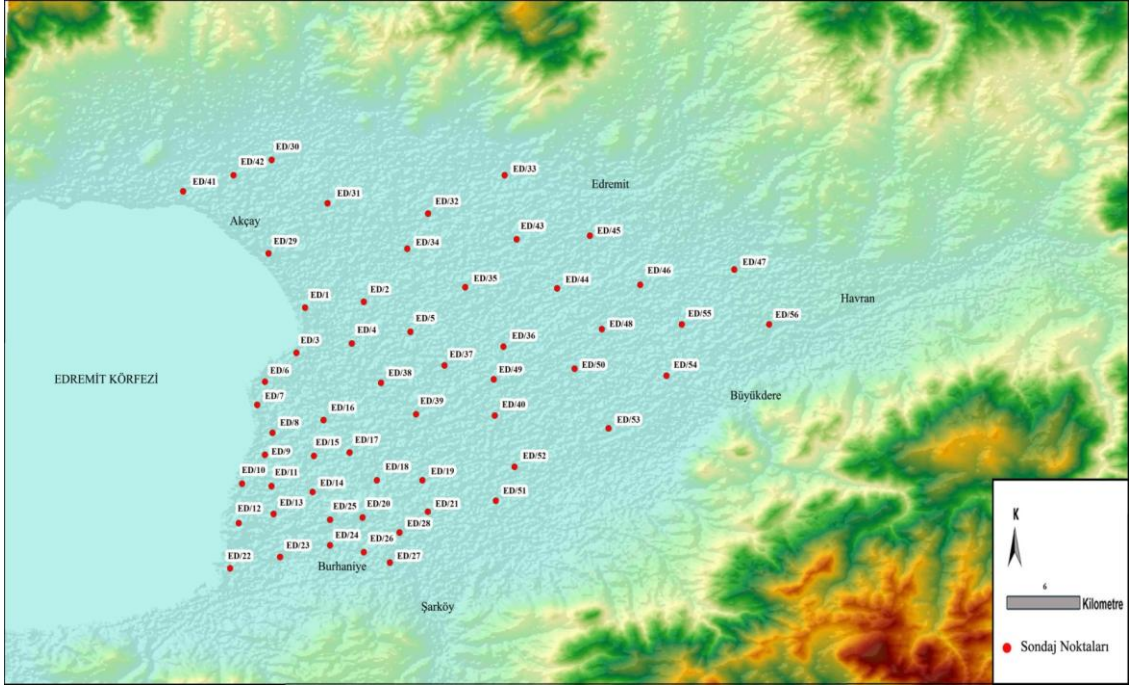 ED/30
ED/42
ED/33
ED/41
Edremit
ED/31
ED/32
Akçay
ED/43
ED/45
ED/34
ED/29
ED/47
ED/46
ED/35
ED/44
ED/2
Havran
ED/1
ED/5
ED/55
ED/56
ED/4
ED/48
ED/3
ED/36
ED/37
ED/50
EDREMİT KÖRFEZİ
ED/6
ED/38
ED/49
ED/54
Büyükdere
ED/7
ED/16
ED/39
ED/40
ED/8
ED/53
ED/15
ED/17
ED/9
ED/52
ED/10
ED/11
ED/18
ED/19
ED/14
ED/51
ED/13
ED/12
ED/25
ED/20
ED/21
ED/28
ED/24
ED/26
ED/23
ED/22
ED/27
Burhaniye
Şarköy
K
6
Kilometre
Sondaj Noktaları